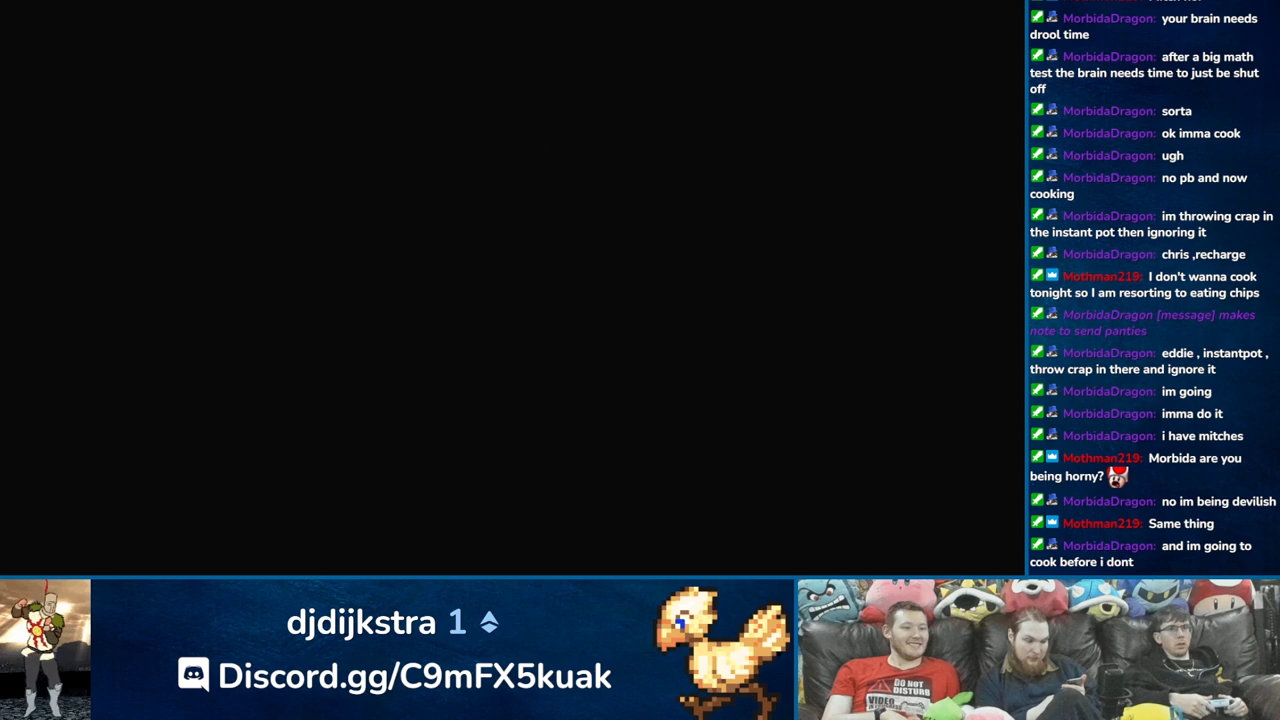 MorbidaDragon: your brain needs
drool time
MorbidaDragon: after a big math
test the brain needs time to just be shut
off
MorbidaDragon: sorta
MorbidaDragon: ok imma cook
MorbidaDragon: ugh
MorbidaDragon: no pb and now
cooking
MorbidaDragon: im throwing crap in
the instant pot then ignoring it
MorbidaDragon: chris ,recharge
Mothman219: I don't wanna cook
tonight so I am resorting to eating chips
MorbidaDragon [message] makes
note to send panties
MorbidaDragon: eddie , instantpot ,
throw crap in there and ignore it
MorbidaDragon: im going
MorbidaDragon: imma do it
MorbidaDragon: i have mitches
Mothman219: Morbida are you
being horny?
MorbidaDragon: no im being devilish
Mothman219: Same thing
MorbidaDragon: and im going to
cook before i dont
djdijkstra 1
Discord.gg/C9mFX5kuak
DO NOT
DISTURB
VIDEO